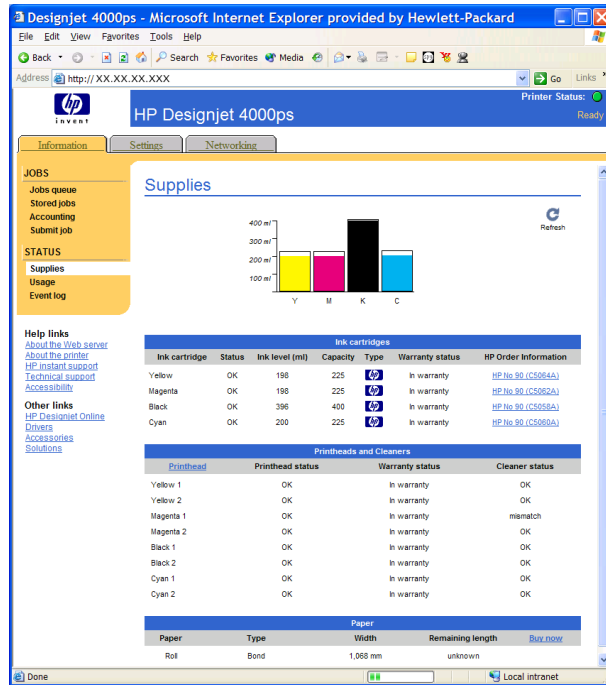 Designjet 4000ps - Microsoft Internet Explorer provided by Hewlett-Packard
File Edit View Favorites Tools Help
Back Search Favorites Media
Address http://XX.XX.XX.XXX Go Links
hp
invent
HP Designjet 4000ps
Printer Status:
Ready
Information Settings Networking
JOBS
Jobs queue
Stored jobs
Accounting
Submit job
STATUS
Supplies
Usage
Event log
Help links
About the Web server
About the printer
HP instant support
Technical support
Accessibility
Other links
HP Designjet Online
Drivers
Accessories
Solutions
Supplies
Refresh
400 ml
300 ml
200 ml
100 ml
Y M K C
Ink cartridges
Ink cartridge Status Ink level (ml) Capacity Type Warranty status HP Order Information
Yellow OK 198 225 hp In warranty HP No 90 (C5064A)
Magenta OK 198 225 hp In warranty HP No 90 (C5062A)
Black OK 396 400 hp In warranty HP No 90 (C5058A)
Cyan OK 200 225 hp In warranty HP No 90 (C5060A)
Printheads and Cleaners
Printhead Printhead status Warranty status Cleaner status
Yellow 1 OK In warranty OK
Yellow 2 OK In warranty OK
Magenta 1 OK In warranty mismatch
Magenta 2 OK In warranty OK
Black 1 OK In warranty OK
Black 2 OK In warranty OK
Cyan 1 OK In warranty OK
Cyan 2 OK In warranty OK
Paper
Paper Type Width Remaining length Buy now
Roll Bond 1,068 mm unknown
Done Local intranet